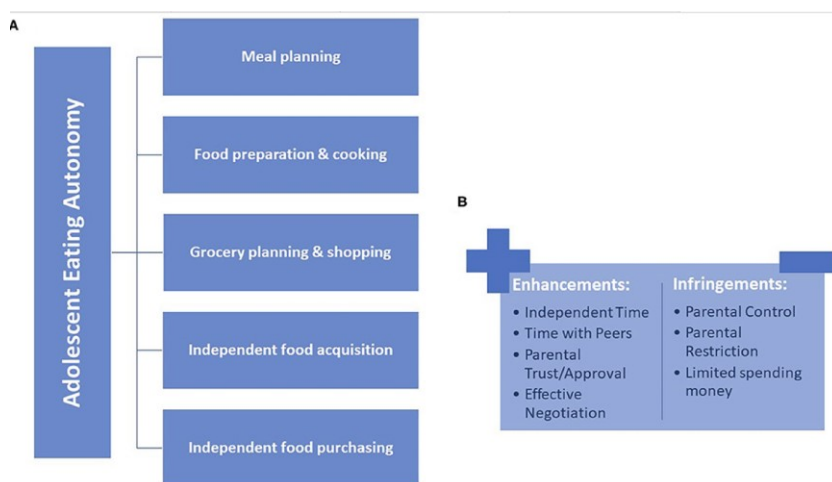 A
Adolescent Eating Autonomy
Meal planning
Food preparation & cooking
Grocery planning & shopping
Independent food acquisition
Independent food purchasing
B
Enhancements:
• Independent Time
• Time with Peers
• Parental
Trust/Approval
• Effective
Negotiation
Infringements:
• Parental Control
• Parental
Restriction
• Limited spending
money